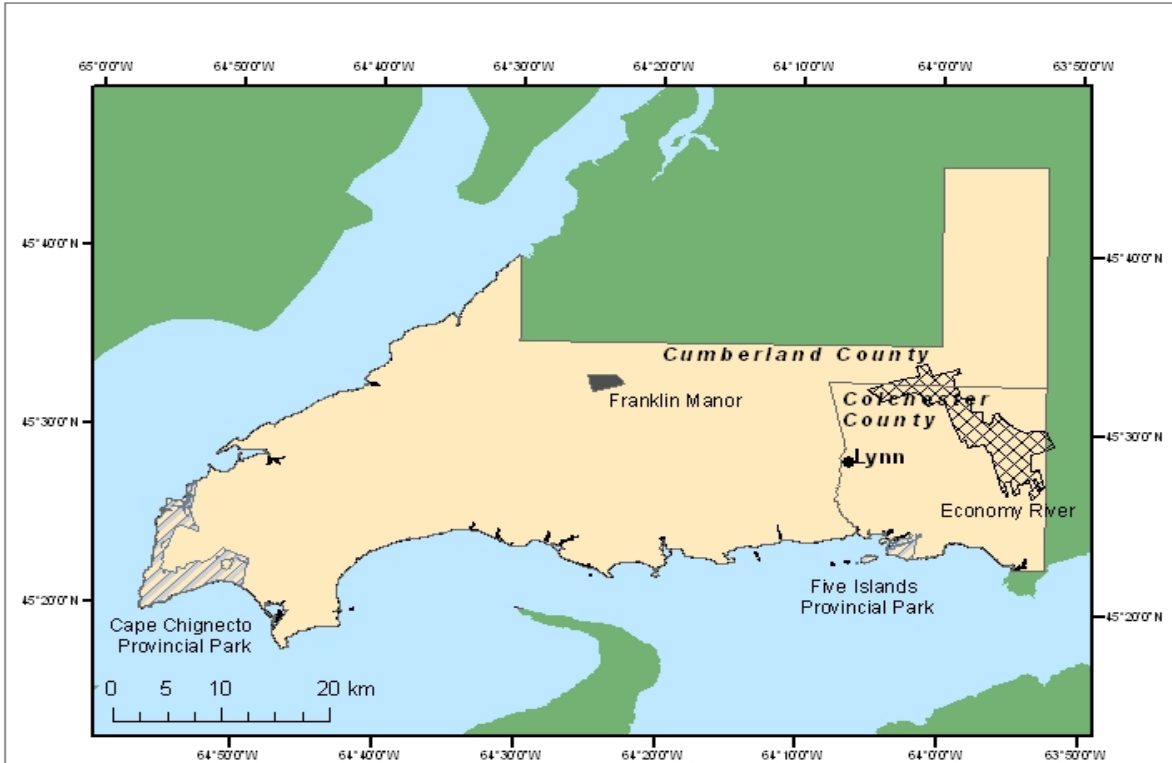 65°0'0"W 64°50'0"W 64°40'0"W 64°30'0"W 64°20'0"W 64°10'0"W 64°0'0"W 63°50'0"W
45°40'0"N
45°40'0"N
Cumberland County
Franklin Manor
Colchester
County
45°30'0"N
45°30'0"N
Lynn
Economy River
Five Islands
Provincial Park
45°20'0"N
45°20'0"N
Cape Chignecto
Provincial Park
0 5 10 20 km
64°50'0"W 64°40'0"W 64°30'0"W 64°20'0"W 64°10'0"W 64°0'0"W 63°50'0"W